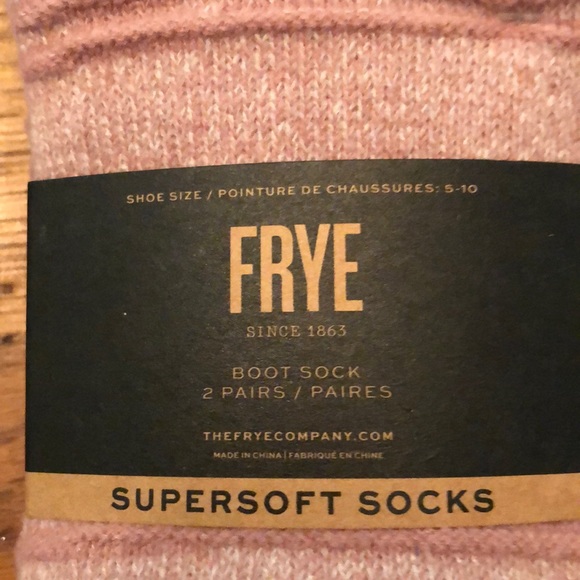 SHOE SIZE / POINTURE DE CHAUSSURES: 5-10
FRYE
SINCE 1863
BOOT SOCK
2 PAIRS / PAIRES
THEFRYECOMPANY.COM
MADE IN CHINA | FABRIQUÉ EN CHINE
SUPERSOFT SOCKS